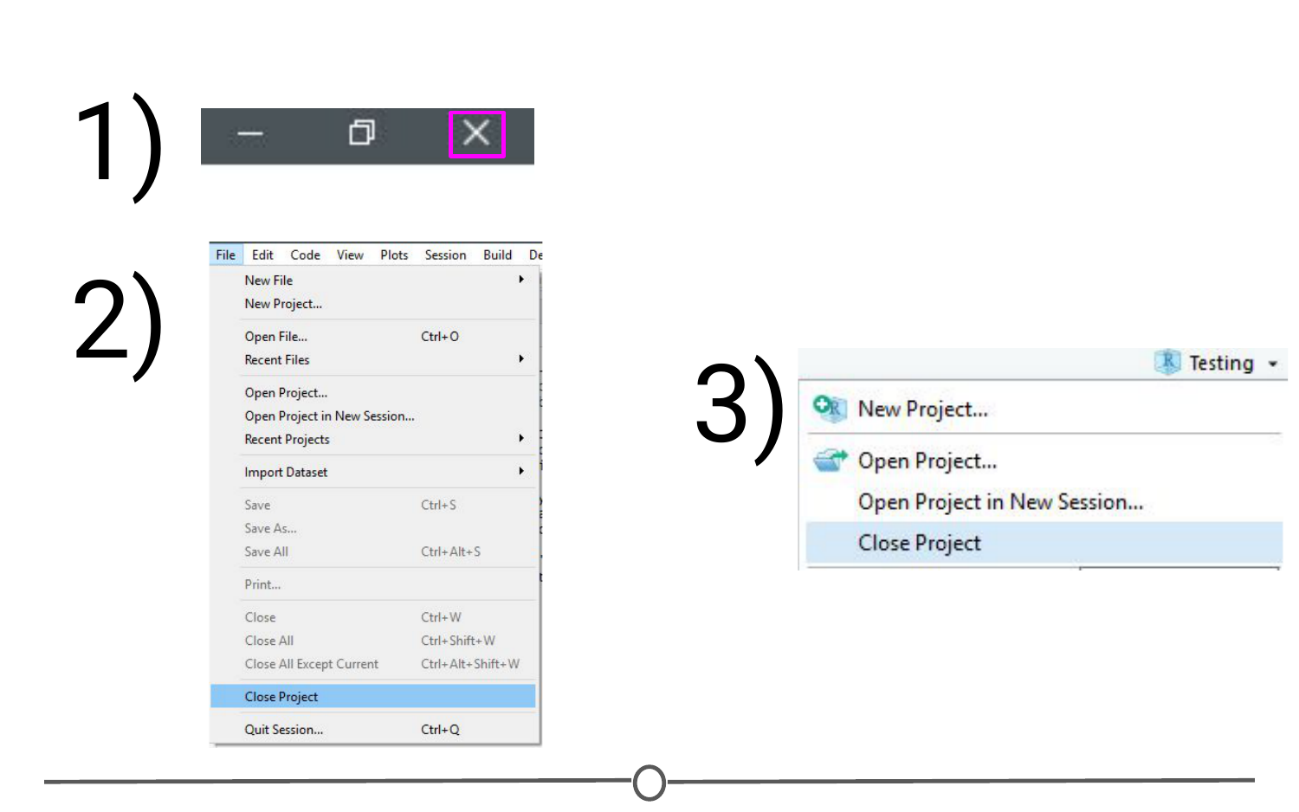 1)
2)
File Edit Code View Plots Session Build De
New File
New Project...
Open File... Ctrl+O
Recent Files
Open Project...
Open Project in New Session...
Recent Projects
Import Dataset
Save Ctrl+S
Save As...
Save All Ctrl+Alt+S
Print...
Close Ctrl+W
Close All Ctrl+Shift+W
Close All Except Current Ctrl+Alt+Shift+W
Close Project
Quit Session... Ctrl+Q
3)
R Testing
R New Project...
Open Project...
Open Project in New Session...
Close Project